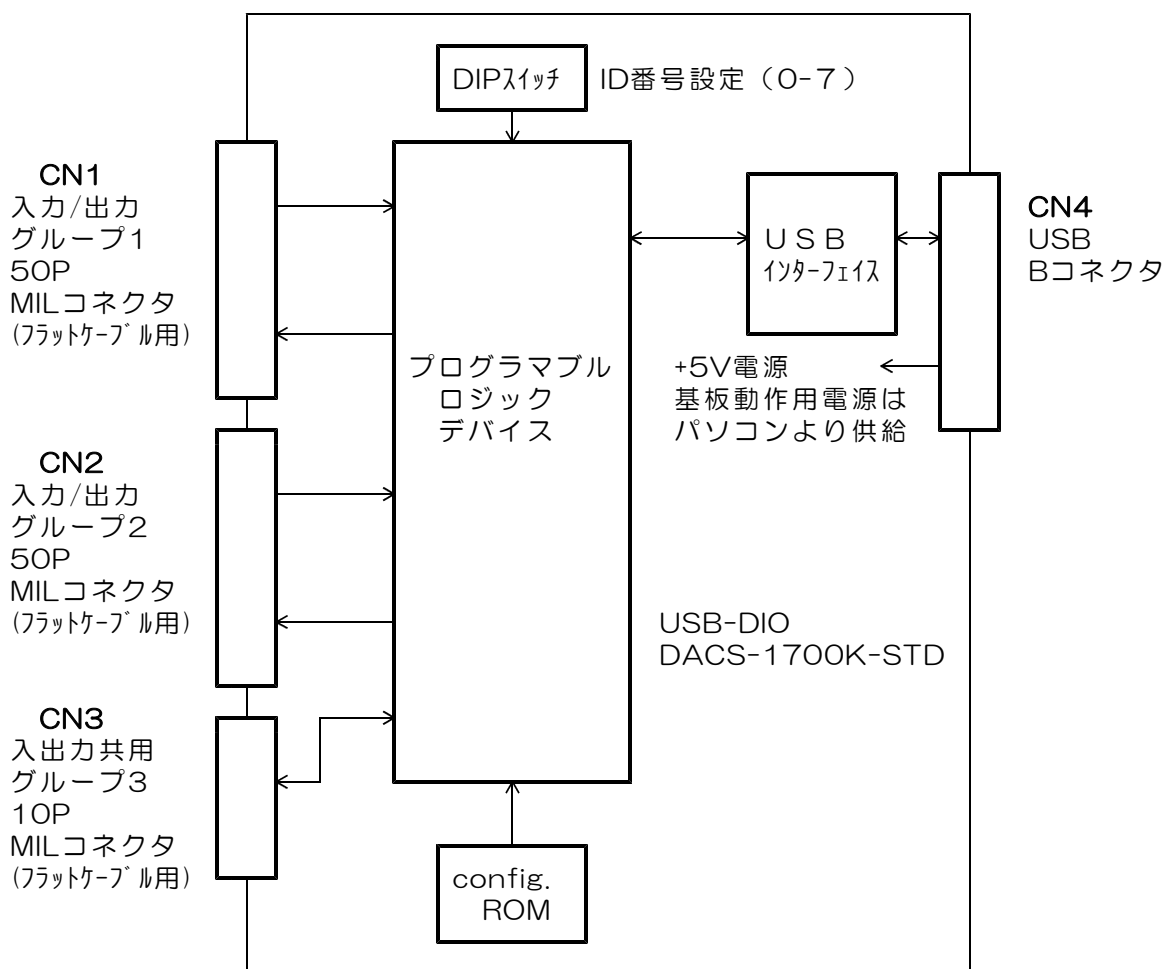 DIPｽｲｯﾁ
ID番号設定（0-7）
CN1
入力/出力
グループ1
50P
MILコネクタ
(ﾌﾗｯﾄｹｰﾌﾞﾙ用)
CN2
入力/出力
グループ2
50P
MILコネクタ
(ﾌﾗｯﾄｹｰﾌﾞﾙ用)
CN3
入出力共用
グループ3
10P
MILコネクタ
(ﾌﾗｯﾄｹｰﾌﾞﾙ用)
プログラマブル
ロジック
デバイス
config.
ROM
ＵＳＢ
ｲﾝﾀｰﾌｪｲｽ
+5V電源
基板動作用電源は
パソコンより供給
CN4
USB
Bコネクタ
USB-DIO
DACS-1700K-STD